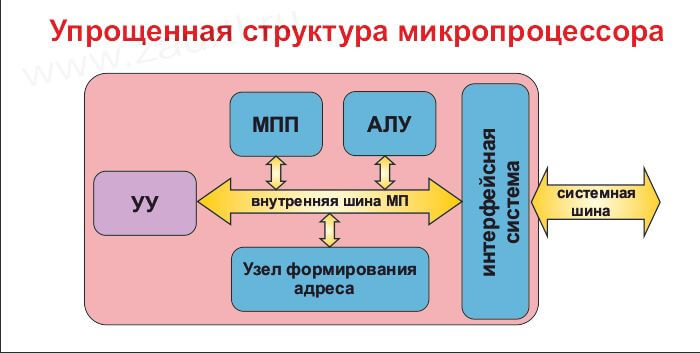 Упрощенная структура микропроцессора
МПП
АЛУ
УУ
внутренняя шина МП
Узел формирования
адреса
интерфейсная
система
системная
шина